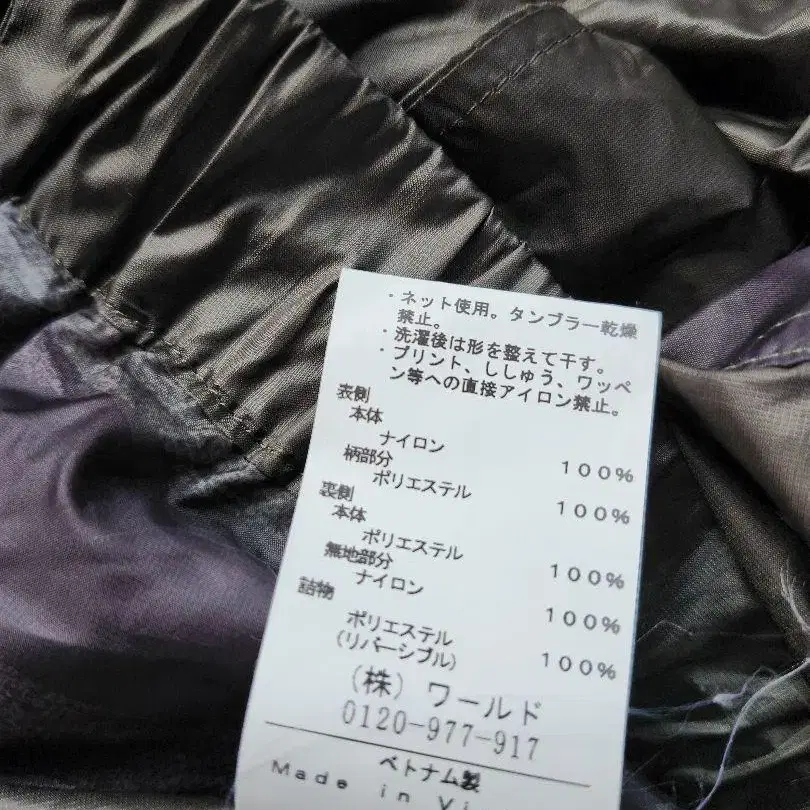 ・ネット使用。タンブラー乾燥
禁止。
・洗濯後は形を整えて干す。
・プリント、ししゅう、ワッペ
ン等への直接アイロン禁止。
表側
本体
ナイロン 100%
柄部分
ポリエステル 100%
裏側
本体
ポリエステル 100%
無地部分
ナイロン 100%
詰物
ポリエステル 100%
(リバーシブル)
(株) ワールド
0120-977-917
ベトナム製
Made in Vi